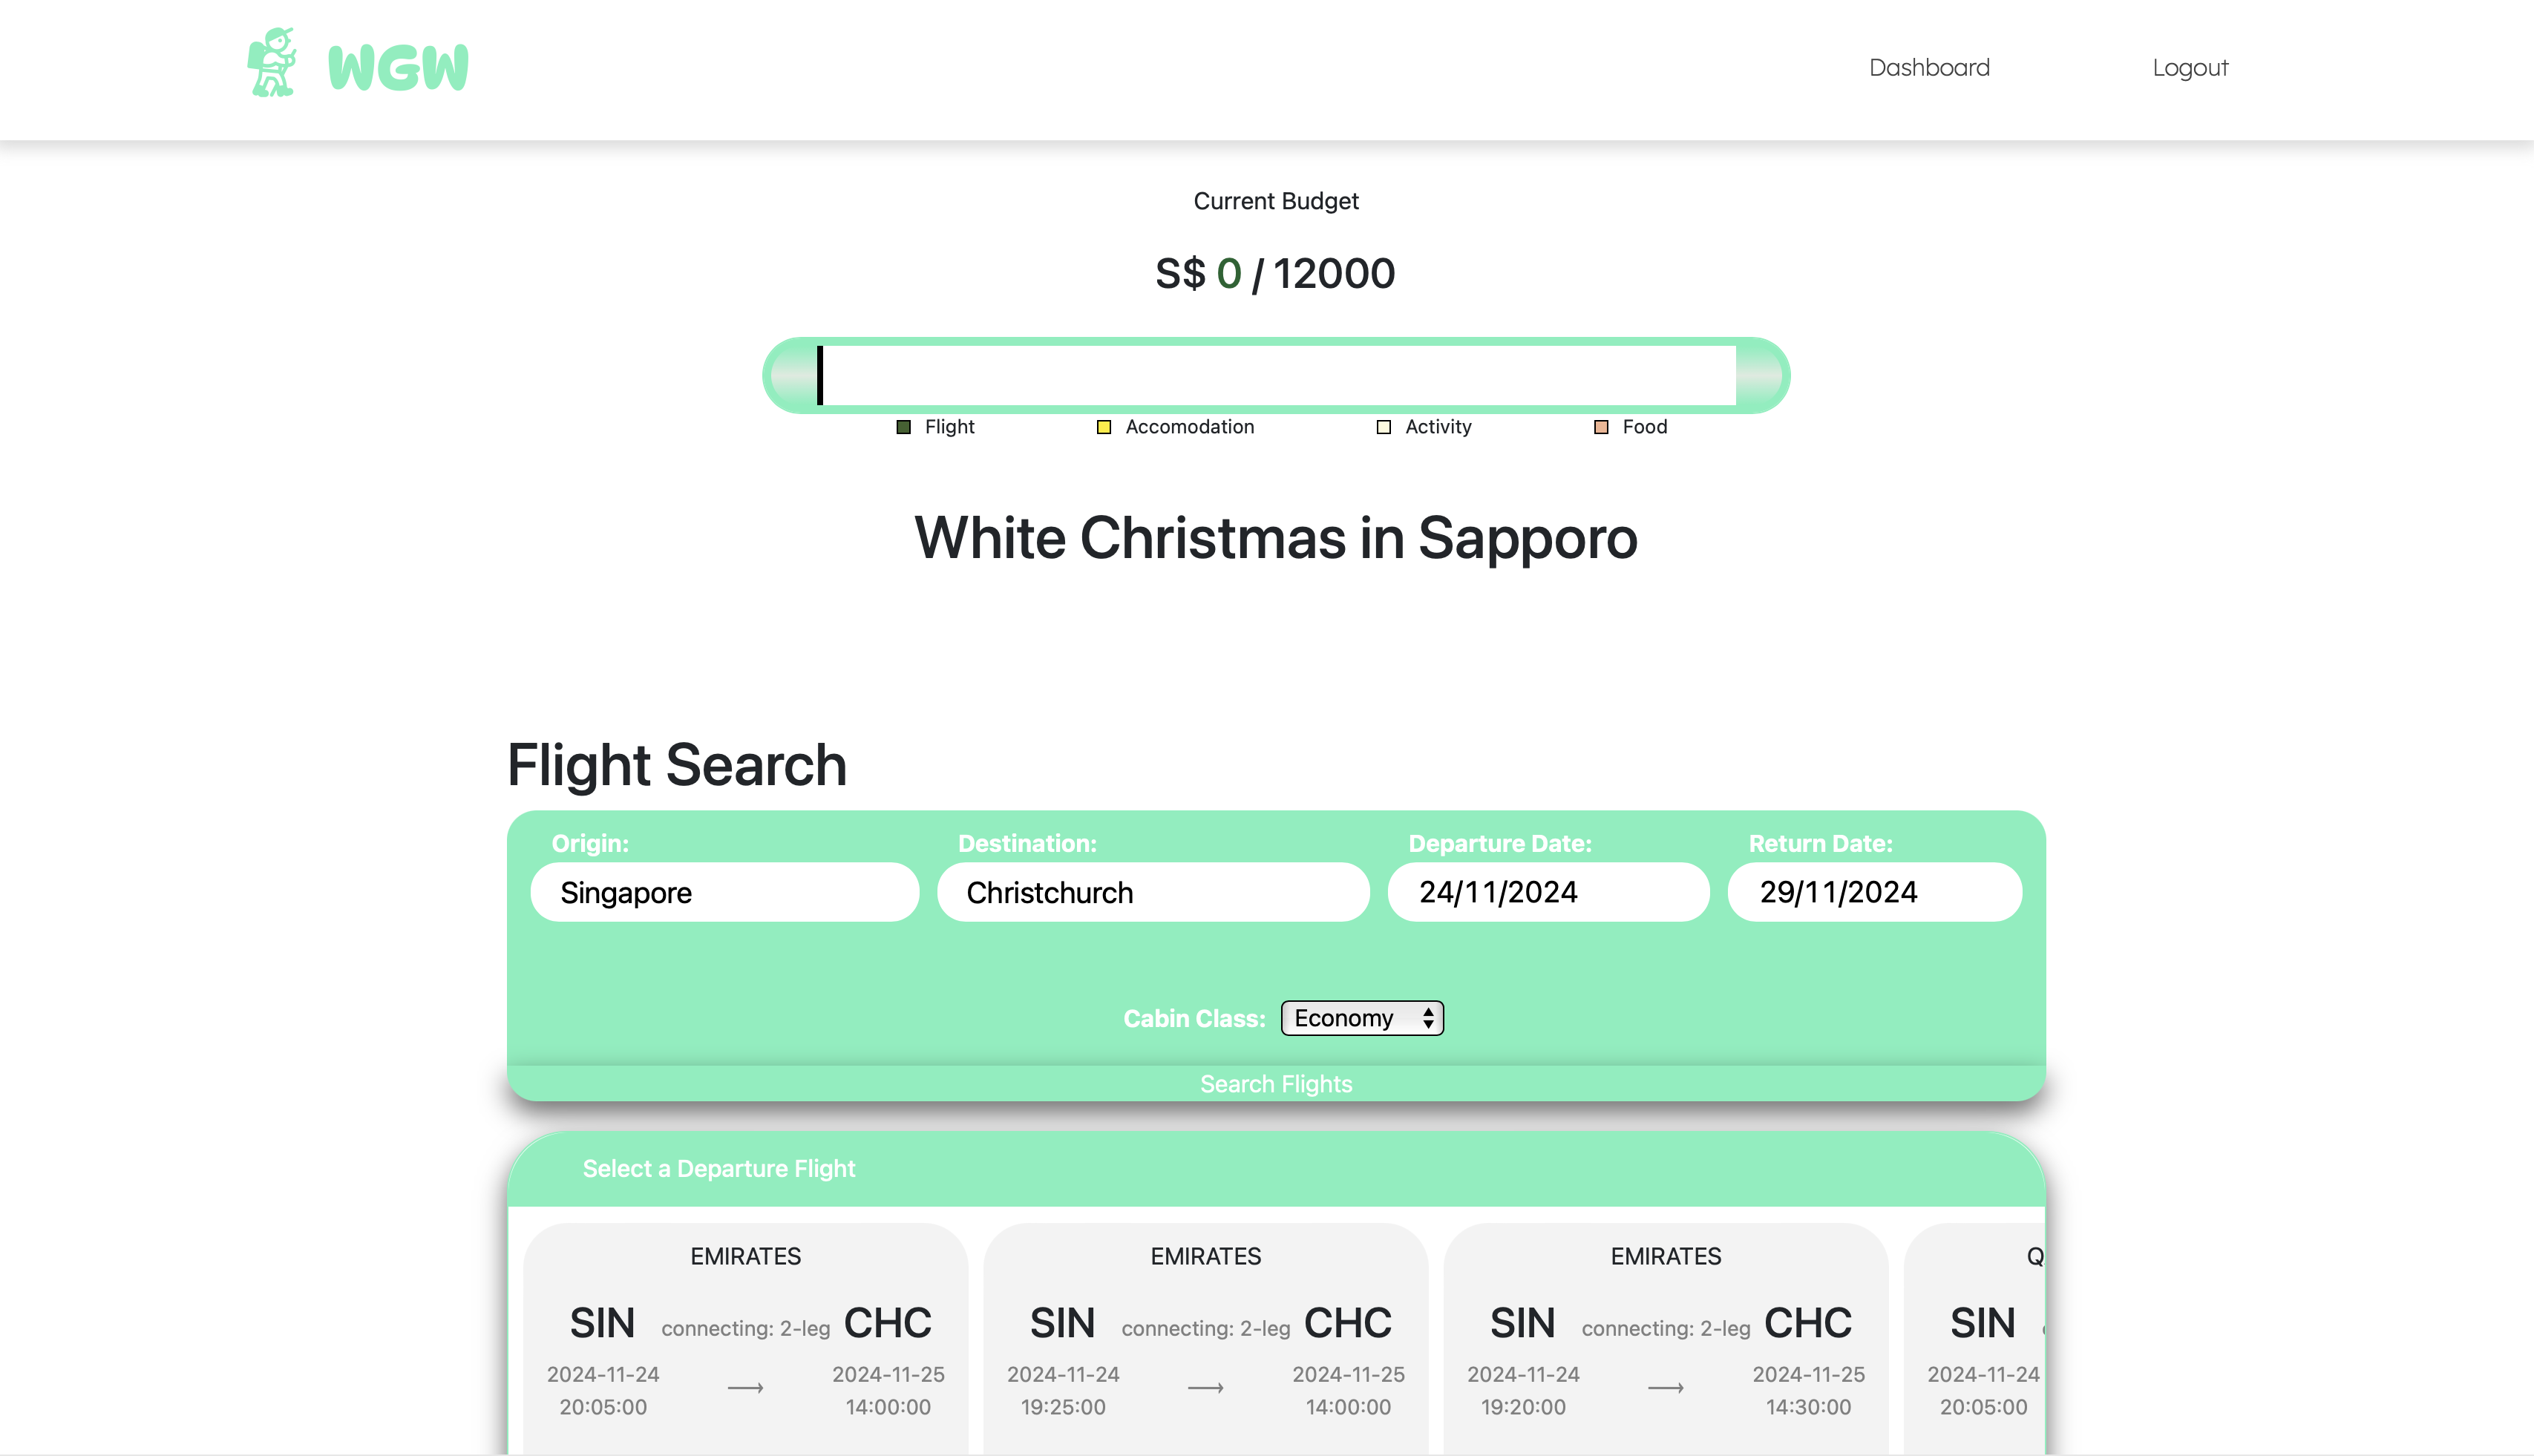 WGW
Dashboard
Logout
Current Budget
S$ 0 / 12000
Flight
Accomodation
Activity
Food
White Christmas in Sapporo
Flight Search
Origin:
Destination:
Departure Date:
Return Date:
Singapore
Christchurch
24/11/2024
29/11/2024
Cabin Class:
Economy
Search Flights
Select a Departure Flight
EMIRATES
SIN connecting: 2-leg CHC
2024-11-24 → 2024-11-25
20:05:00 14:00:00
EMIRATES
SIN connecting: 2-leg CHC
2024-11-24 → 2024-11-25
19:25:00 14:00:00
EMIRATES
SIN connecting: 2-leg CHC
2024-11-24 → 2024-11-25
19:20:00 14:30:00
SIN
2024-11-24
20:05:00